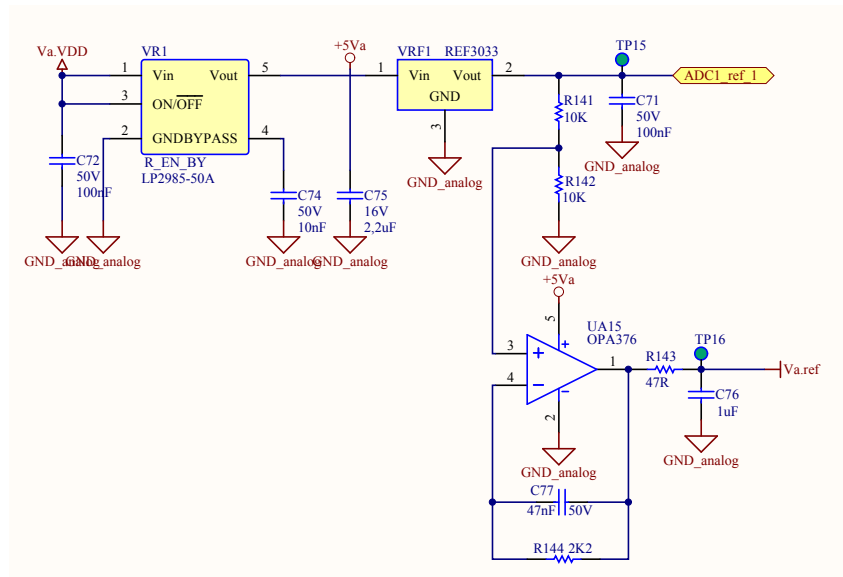 Va.VDD
VR1
+5Va
VRF1 REF3033
TP15
1 Vin Vout 5
3 ON/OFF
2 GNDBYPASS 4
R_EN_BY
LP2985-50A
1 Vin Vout 2
GND
3
GND_analog
ADC1_ref_1
R141
10K
C71
50V
100nF
GND_analog
C72
50V
100nF
C74
50V
10nF
C75
16V
2,2uF
R142
10K
GND_analog
GND_analog
GND_analog
GND_analog
GND_analog
+5Va
5
UA15
OPA376
3
4
1
2
R143
47R
TP16
Va.ref
C76
1uF
GND_analog
GND_analog
C77
47nF 50V
R144 2K2